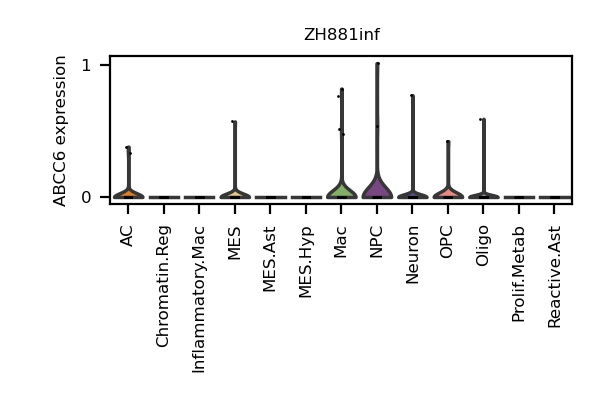 ZH881inf
ABCC6 expression
1
0
AC
Chromatin.Reg
Inflammatory.Mac
MES
MES.Ast
MES.Hyp
Mac
NPC
Neuron
OPC
Oligo
Prolif.Metab
Reactive.Ast